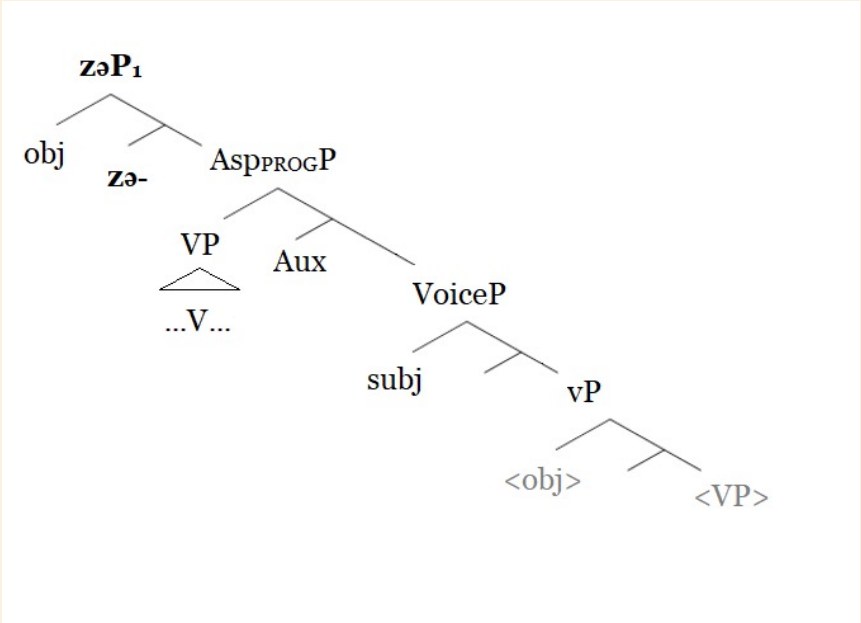 zəP₁
obj
zə-
AspPROGP
VP
Aux
...V...
VoiceP
subj
vP
<obj>
<VP>